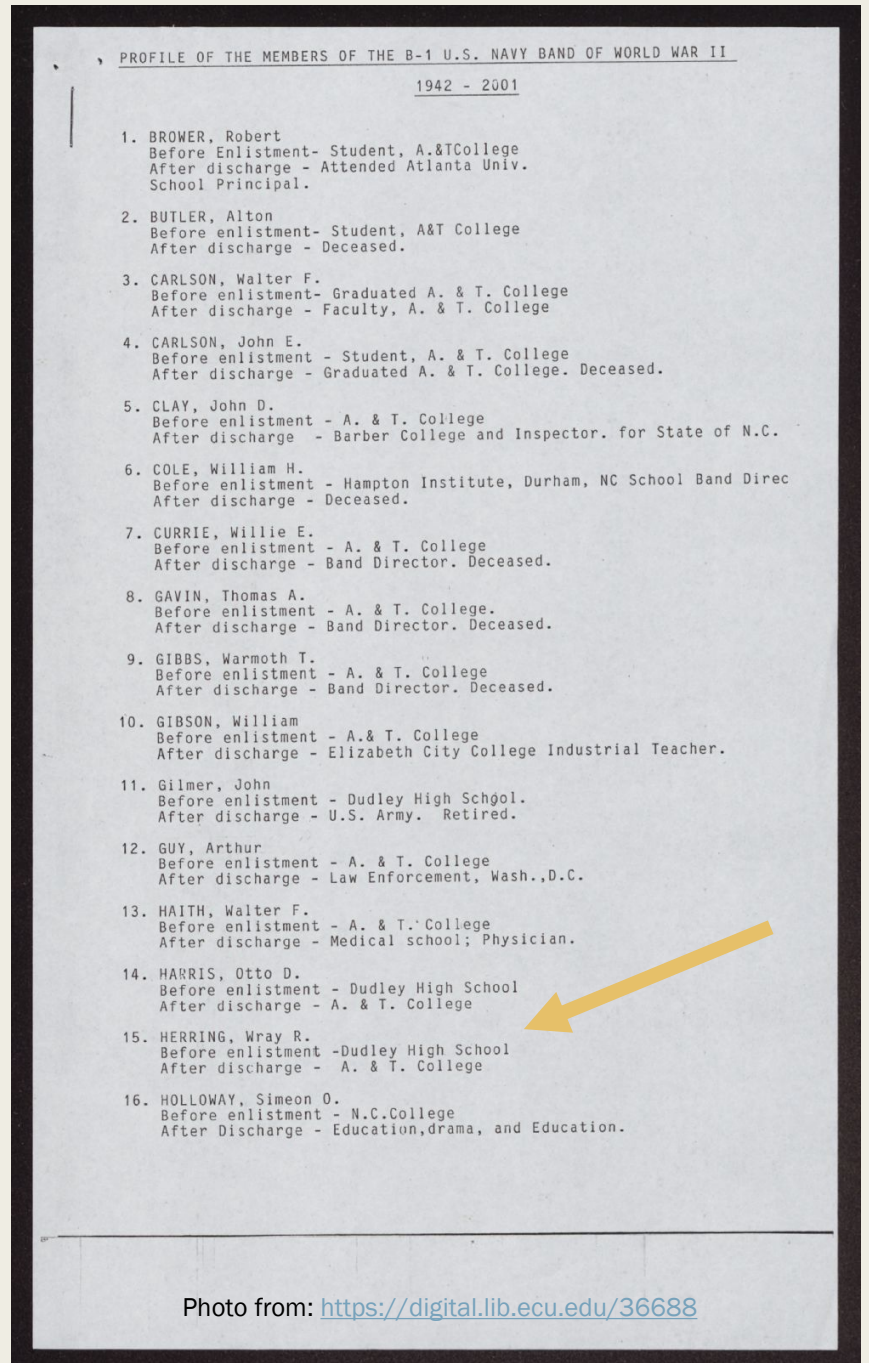 PROFILE OF THE MEMBERS OF THE B-1 U.S. NAVY BAND OF WORLD WAR II
1942 - 2001
1. BROWER, Robert
Before Enlistment- Student, A.&TCollege
After discharge - Attended Atlanta Univ.
School Principal.
2. BUTLER, Alton
Before enlistment- Student, A&T College
After discharge - Deceased.
3. CARLSON, Walter F.
Before enlistment- Graduated A. & T. College
After discharge - Faculty, A. & T. College
4. CARLSON, John E.
Before enlistment - Student, A. & T. College
After discharge - Graduated A. & T. College. Deceased.
5. CLAY, John D.
Before enlistment - A. & T. College
After discharge - Barber College and Inspector. for State of N.C.
6. COLE, William H.
Before enlistment - Hampton Institute, Durham, NC School Band Direc
After discharge - Deceased.
7. CURRIE, Willie E.
Before enlistment - A. & T. College
After discharge - Band Director. Deceased.
8. GAVIN, Thomas A.
Before enlistment - A. & T. College.
After discharge - Band Director. Deceased.
9. GIBBS, Warmoth T.
Before enlistment - A. & T. College
After discharge - Band Director. Deceased.
10. GIBSON, William
Before enlistment - A.& T. College
After discharge - Elizabeth City College Industrial Teacher.
11. Gilmer, John
Before enlistment - Dudley High School.
After discharge - U.S. Army. Retired.
12. GUY, Arthur
Before enlistment - A. & T. College
After discharge - Law Enforcement, Wash.,D.C.
13. HAITH, Walter F.
Before enlistment - A. & T. College
After discharge - Medical school; Physician.
14. HARRIS, Otto D.
Before enlistment - Dudley High School
After discharge - A. & T. College
15. HERRING, Wray R.
Before enlistment -Dudley High School
After discharge - A. & T. College
16. HOLLOWAY, Simeon O.
Before enlistment - N.C.College
After Discharge - Education,drama, and Education.
Photo from: https://digital.lib.ecu.edu/36688